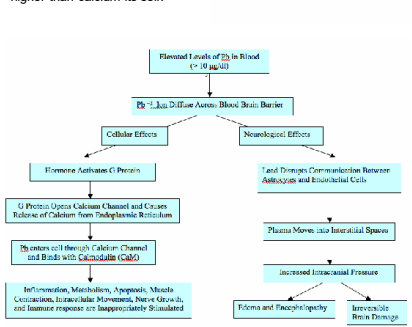 higher than calcium its self
Elevated Levels of Pb in Blood
(> 10 µg/dl)
Pb ⁺². Ion Diffuse Across Blood Brain Barrier
Cellular Effects
Neurological Effects
Hormone Activates G Protein
Lead Disrupts Communication Between
Astrocytes and Endothelial Cells
G Protein Opens Calcium Channel and Causes
Release of Calcium from Endoplasmic Reticulum
Plasma Moves into Interstitial Spaces
Pb enters cell through Calcium Channel
and Binds with Calmodulin (CaM)
Increased Intracranial Pressure
Inflammation, Metabolism, Apoptosis, Muscle
Contraction, Intracellular Movement, Nerve Growth,
and Immune response are Inappropriately Stimulated
Edema and Encephalopathy
Irreversible
Brain Damage